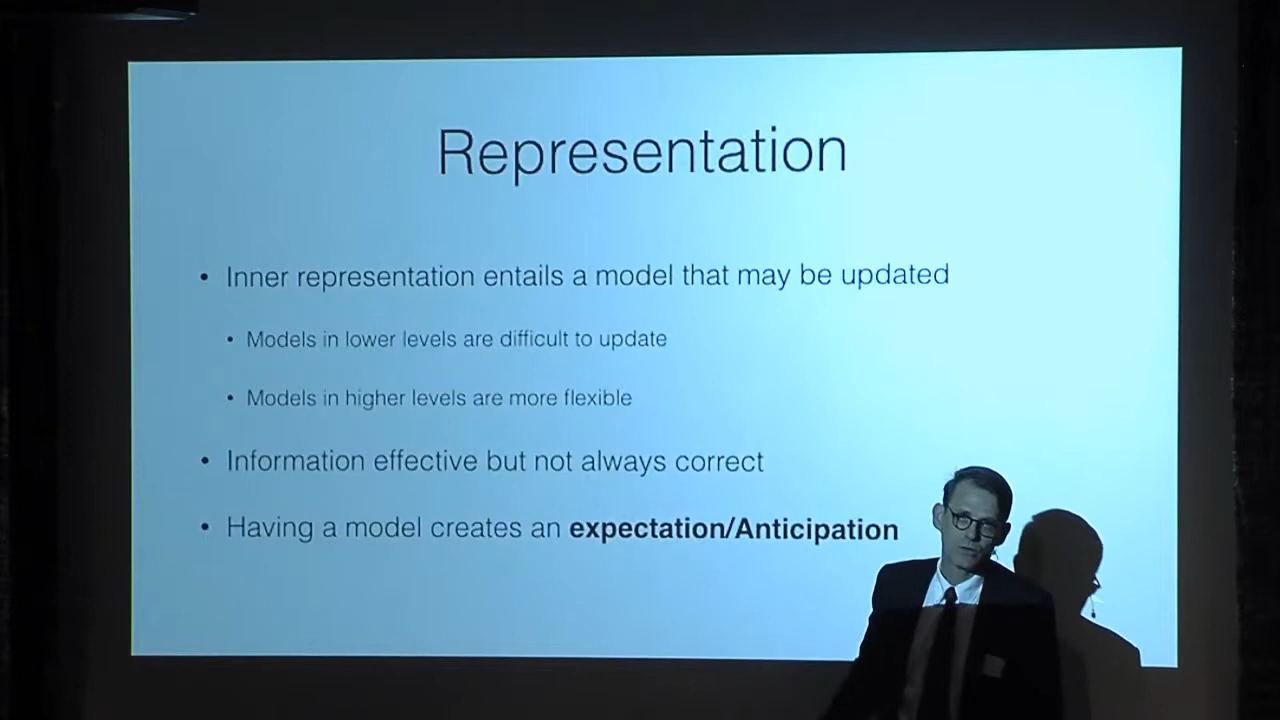 Representation
• Inner representation entails a model that may be updated
• Models in lower levels are difficult to update
• Models in higher levels are more flexible
• Information effective but not always correct
• Having a model creates an expectation/Anticipation